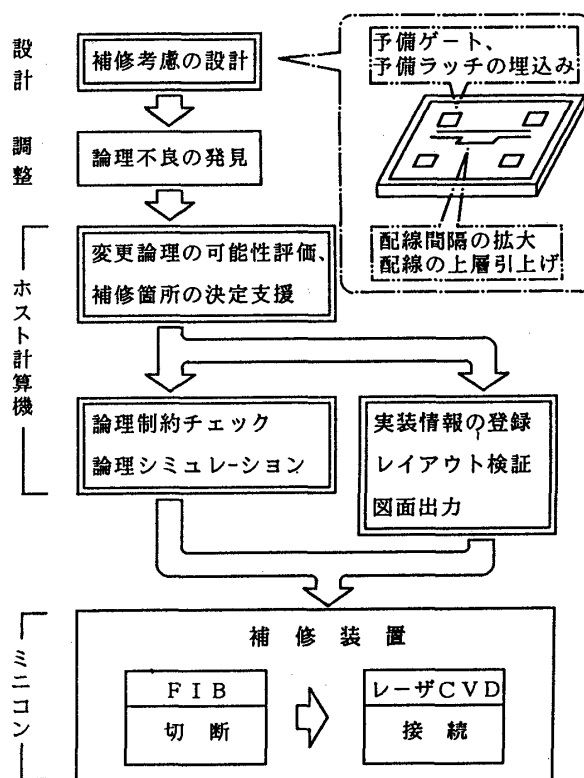 設計
補修考慮の設計
予備ゲート、
予備ラッチの埋込み
配線間隔の拡大
配線の上層引上げ
調整
論理不良の発見
ホスト計算機
変更論理の可能性評価、
補修箇所の決定支援
論理制約チェック
論理シミュレーション
実装情報の登録
レイアウト検証
図面出力
ミニコン
補修装置
FIB
切断
レーザCVD
接続